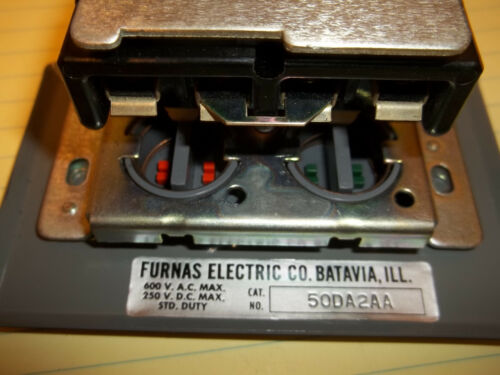 FURNAS ELECTRIC CO. BATAVIA, ILL.
600 V. A.C. MAX.
250 V. D.C. MAX.
STD. DUTY
CAT. NO. 50DA2AA